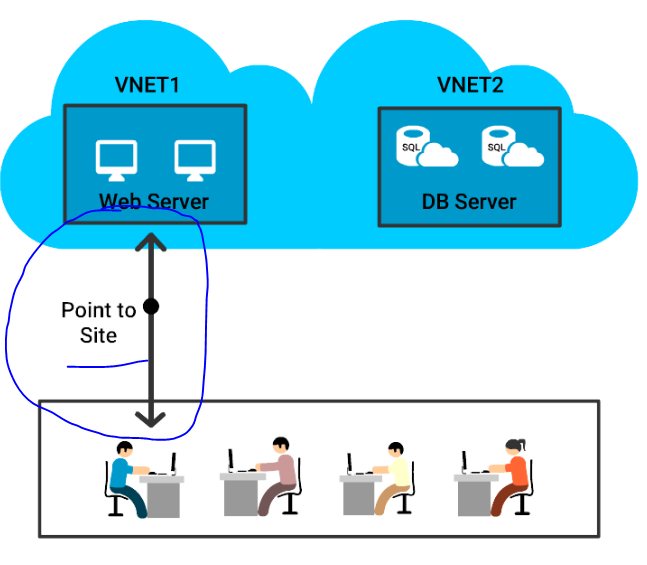 VNET1
VNET2
SQL
SQL
Web Server
DB Server
Point to
Site